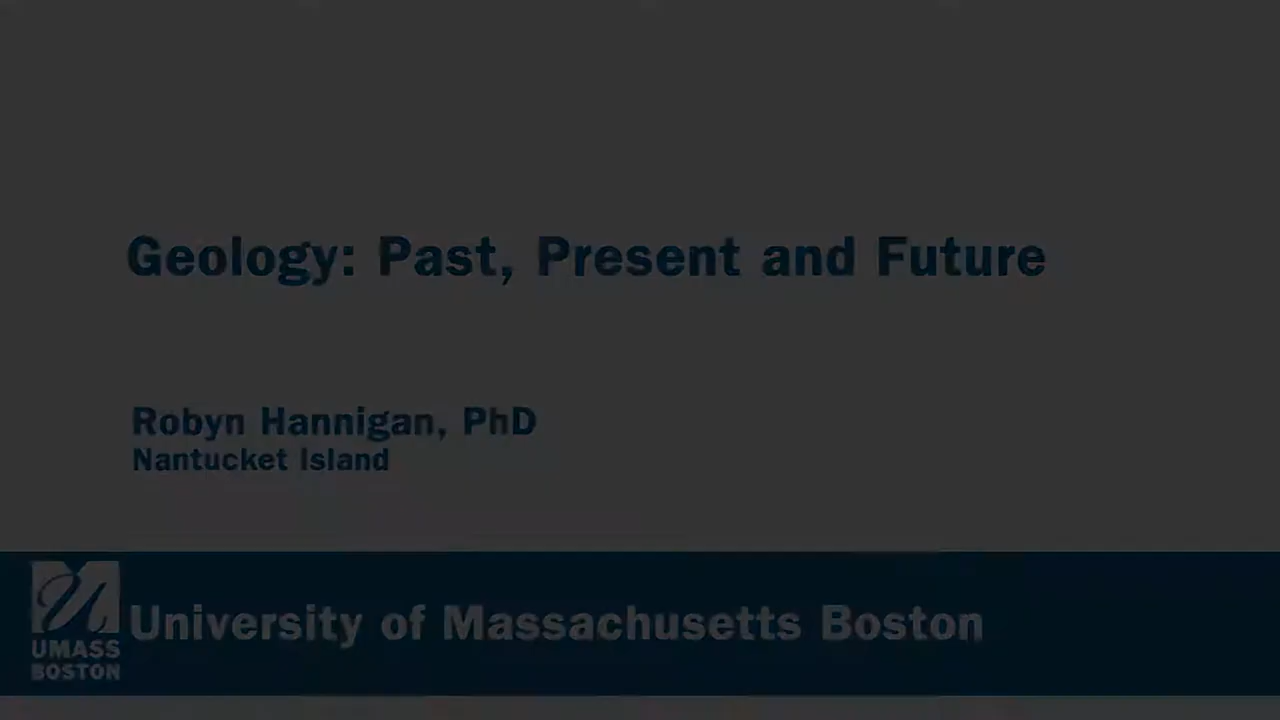 Geology: Past, Present and Future
Robyn Hannigan, PhD
Nantucket Island
UMASS
BOSTON
University of Massachusetts Boston